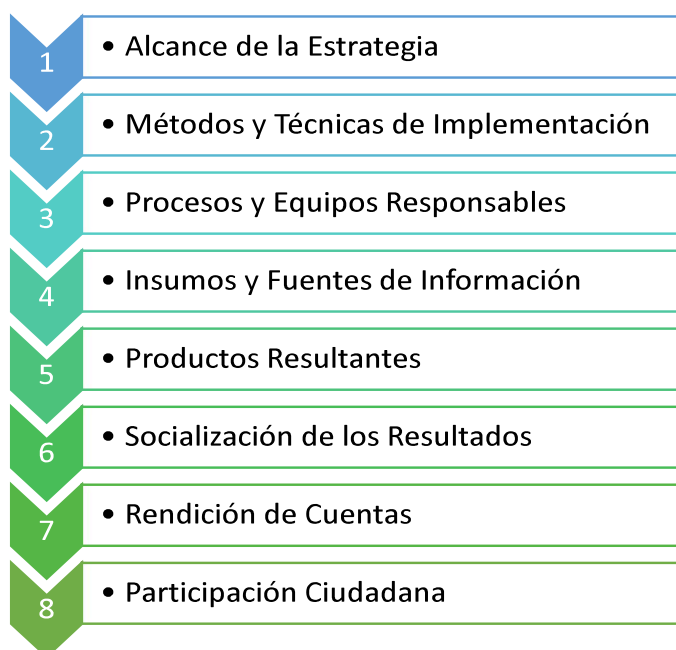 1
• Alcance de la Estrategia
2
• Métodos y Técnicas de Implementación
3
• Procesos y Equipos Responsables
4
• Insumos y Fuentes de Información
5
• Productos Resultantes
6
• Socialización de los Resultados
7
• Rendición de Cuentas
8
• Participación Ciudadana